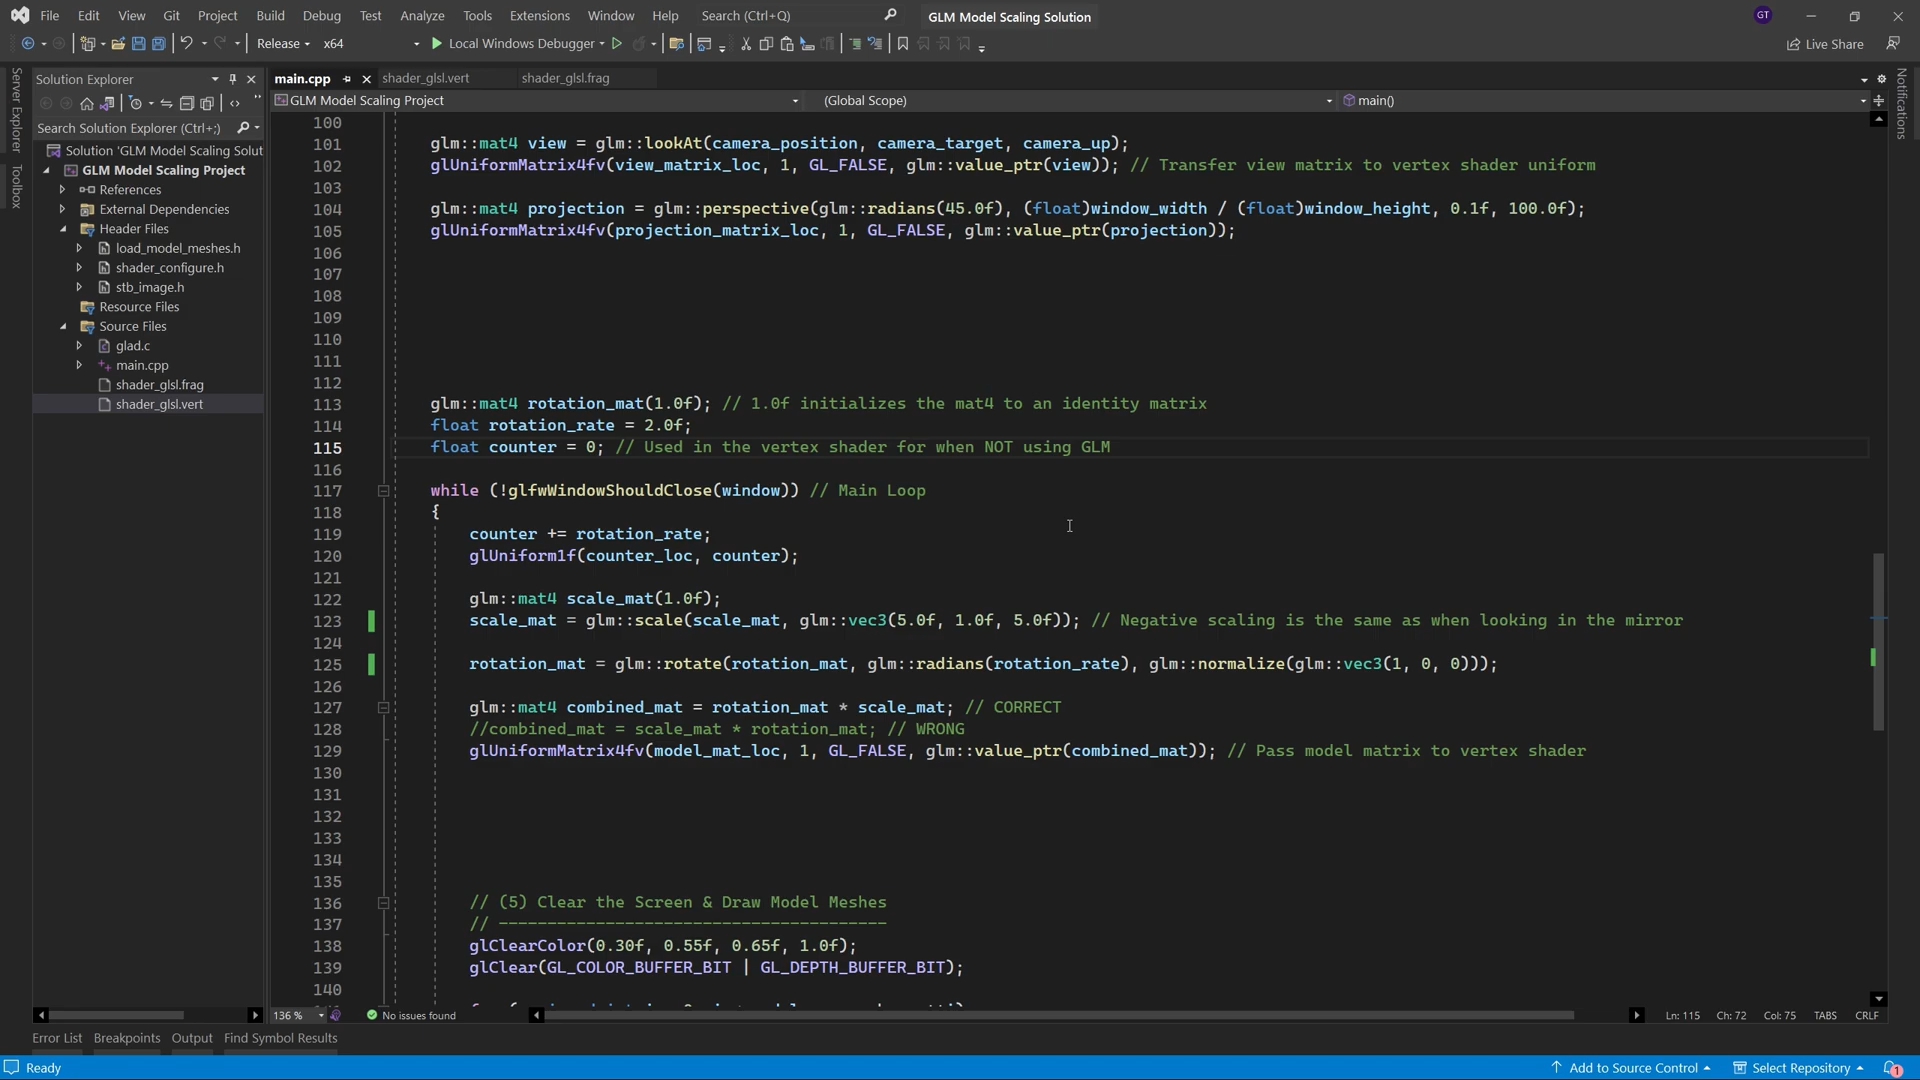 File Edit View Git Project Build Debug Test Analyze Tools Extensions Window Help Search (Ctrl+Q) GLM Model Scaling Solution GT
Release x64 Local Windows Debugger Live Share
Server Explorer
Toolbox
Notifications
Solution Explorer
Search Solution Explorer (Ctrl+;)
Solution 'GLM Model Scaling Solut
GLM Model Scaling Project
References
External Dependencies
Header Files
load_model_meshes.h
shader_configure.h
stb_image.h
Resource Files
Source Files
glad.c
main.cpp
shader_glsl.frag
shader_glsl.vert
main.cpp shader_glsl.vert shader_glsl.frag
GLM Model Scaling Project (Global Scope) main()
100
101 glm::mat4 view = glm::lookAt(camera_position, camera_target, camera_up);
102 glUniformMatrix4fv(view_matrix_loc, 1, GL_FALSE, glm::value_ptr(view)); // Transfer view matrix to vertex shader uniform
103
104 glm::mat4 projection = glm::perspective(glm::radians(45.0f), (float)window_width / (float)window_height, 0.1f, 100.0f);
105 glUniformMatrix4fv(projection_matrix_loc, 1, GL_FALSE, glm::value_ptr(projection));
106
107
108
109
110
111
112
113 glm::mat4 rotation_mat(1.0f); // 1.0f initializes the mat4 to an identity matrix
114 float rotation_rate = 2.0f;
115 float counter = 0; // Used in the vertex shader for when NOT using GLM
116
117 while (!glfwWindowShouldClose(window)) // Main Loop
118 {
119 counter += rotation_rate;
120 glUniform1f(counter_loc, counter);
121
122 glm::mat4 scale_mat(1.0f);
123 scale_mat = glm::scale(scale_mat, glm::vec3(5.0f, 1.0f, 5.0f)); // Negative scaling is the same as when looking in the mirror
124
125 rotation_mat = glm::rotate(rotation_mat, glm::radians(rotation_rate), glm::normalize(glm::vec3(1, 0, 0)));
126
127 glm::mat4 combined_mat = rotation_mat * scale_mat; // CORRECT
128 //combined_mat = scale_mat * rotation_mat; // WRONG
129 glUniformMatrix4fv(model_mat_loc, 1, GL_FALSE, glm::value_ptr(combined_mat)); // Pass model matrix to vertex shader
130
131
132
133
134
135
136 // (5) Clear the Screen & Draw Model Meshes
137 // ----------------------------------------
138 glClearColor(0.30f, 0.55f, 0.65f, 1.0f);
139 glClear(GL_COLOR_BUFFER_BIT | GL_DEPTH_BUFFER_BIT);
140
136 % No issues found Ln: 115 Ch: 72 Col: 75 TABS CRLF
Error List Breakpoints Output Find Symbol Results
Ready Add to Source Control Select Repository 1